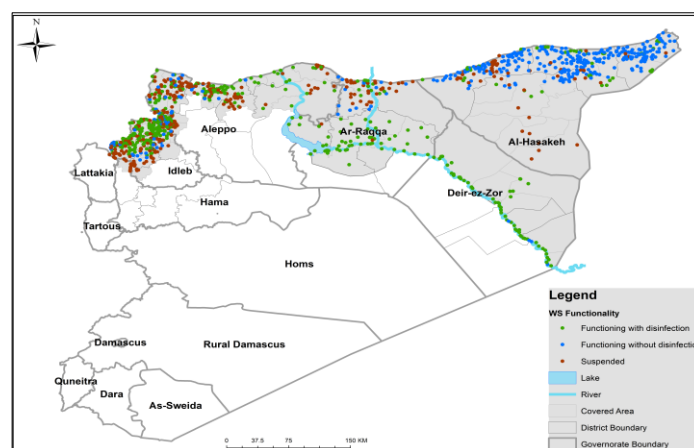 N
Aleppo
Ar-Raqqa
Al-Hasakeh
Lattakia
Idleb
Deir-ez-Zor
Hama
Tartous
Homs
Damascus
Rural Damascus
Quneitra
Dara
As-Sweida
0 37.5 75 150 KM
Legend
WS Functionality
Functioning with disinfection
Functioning without disinfection
Suspended
Lake
River
Covered Area
District Boundary
Governorate Boundary